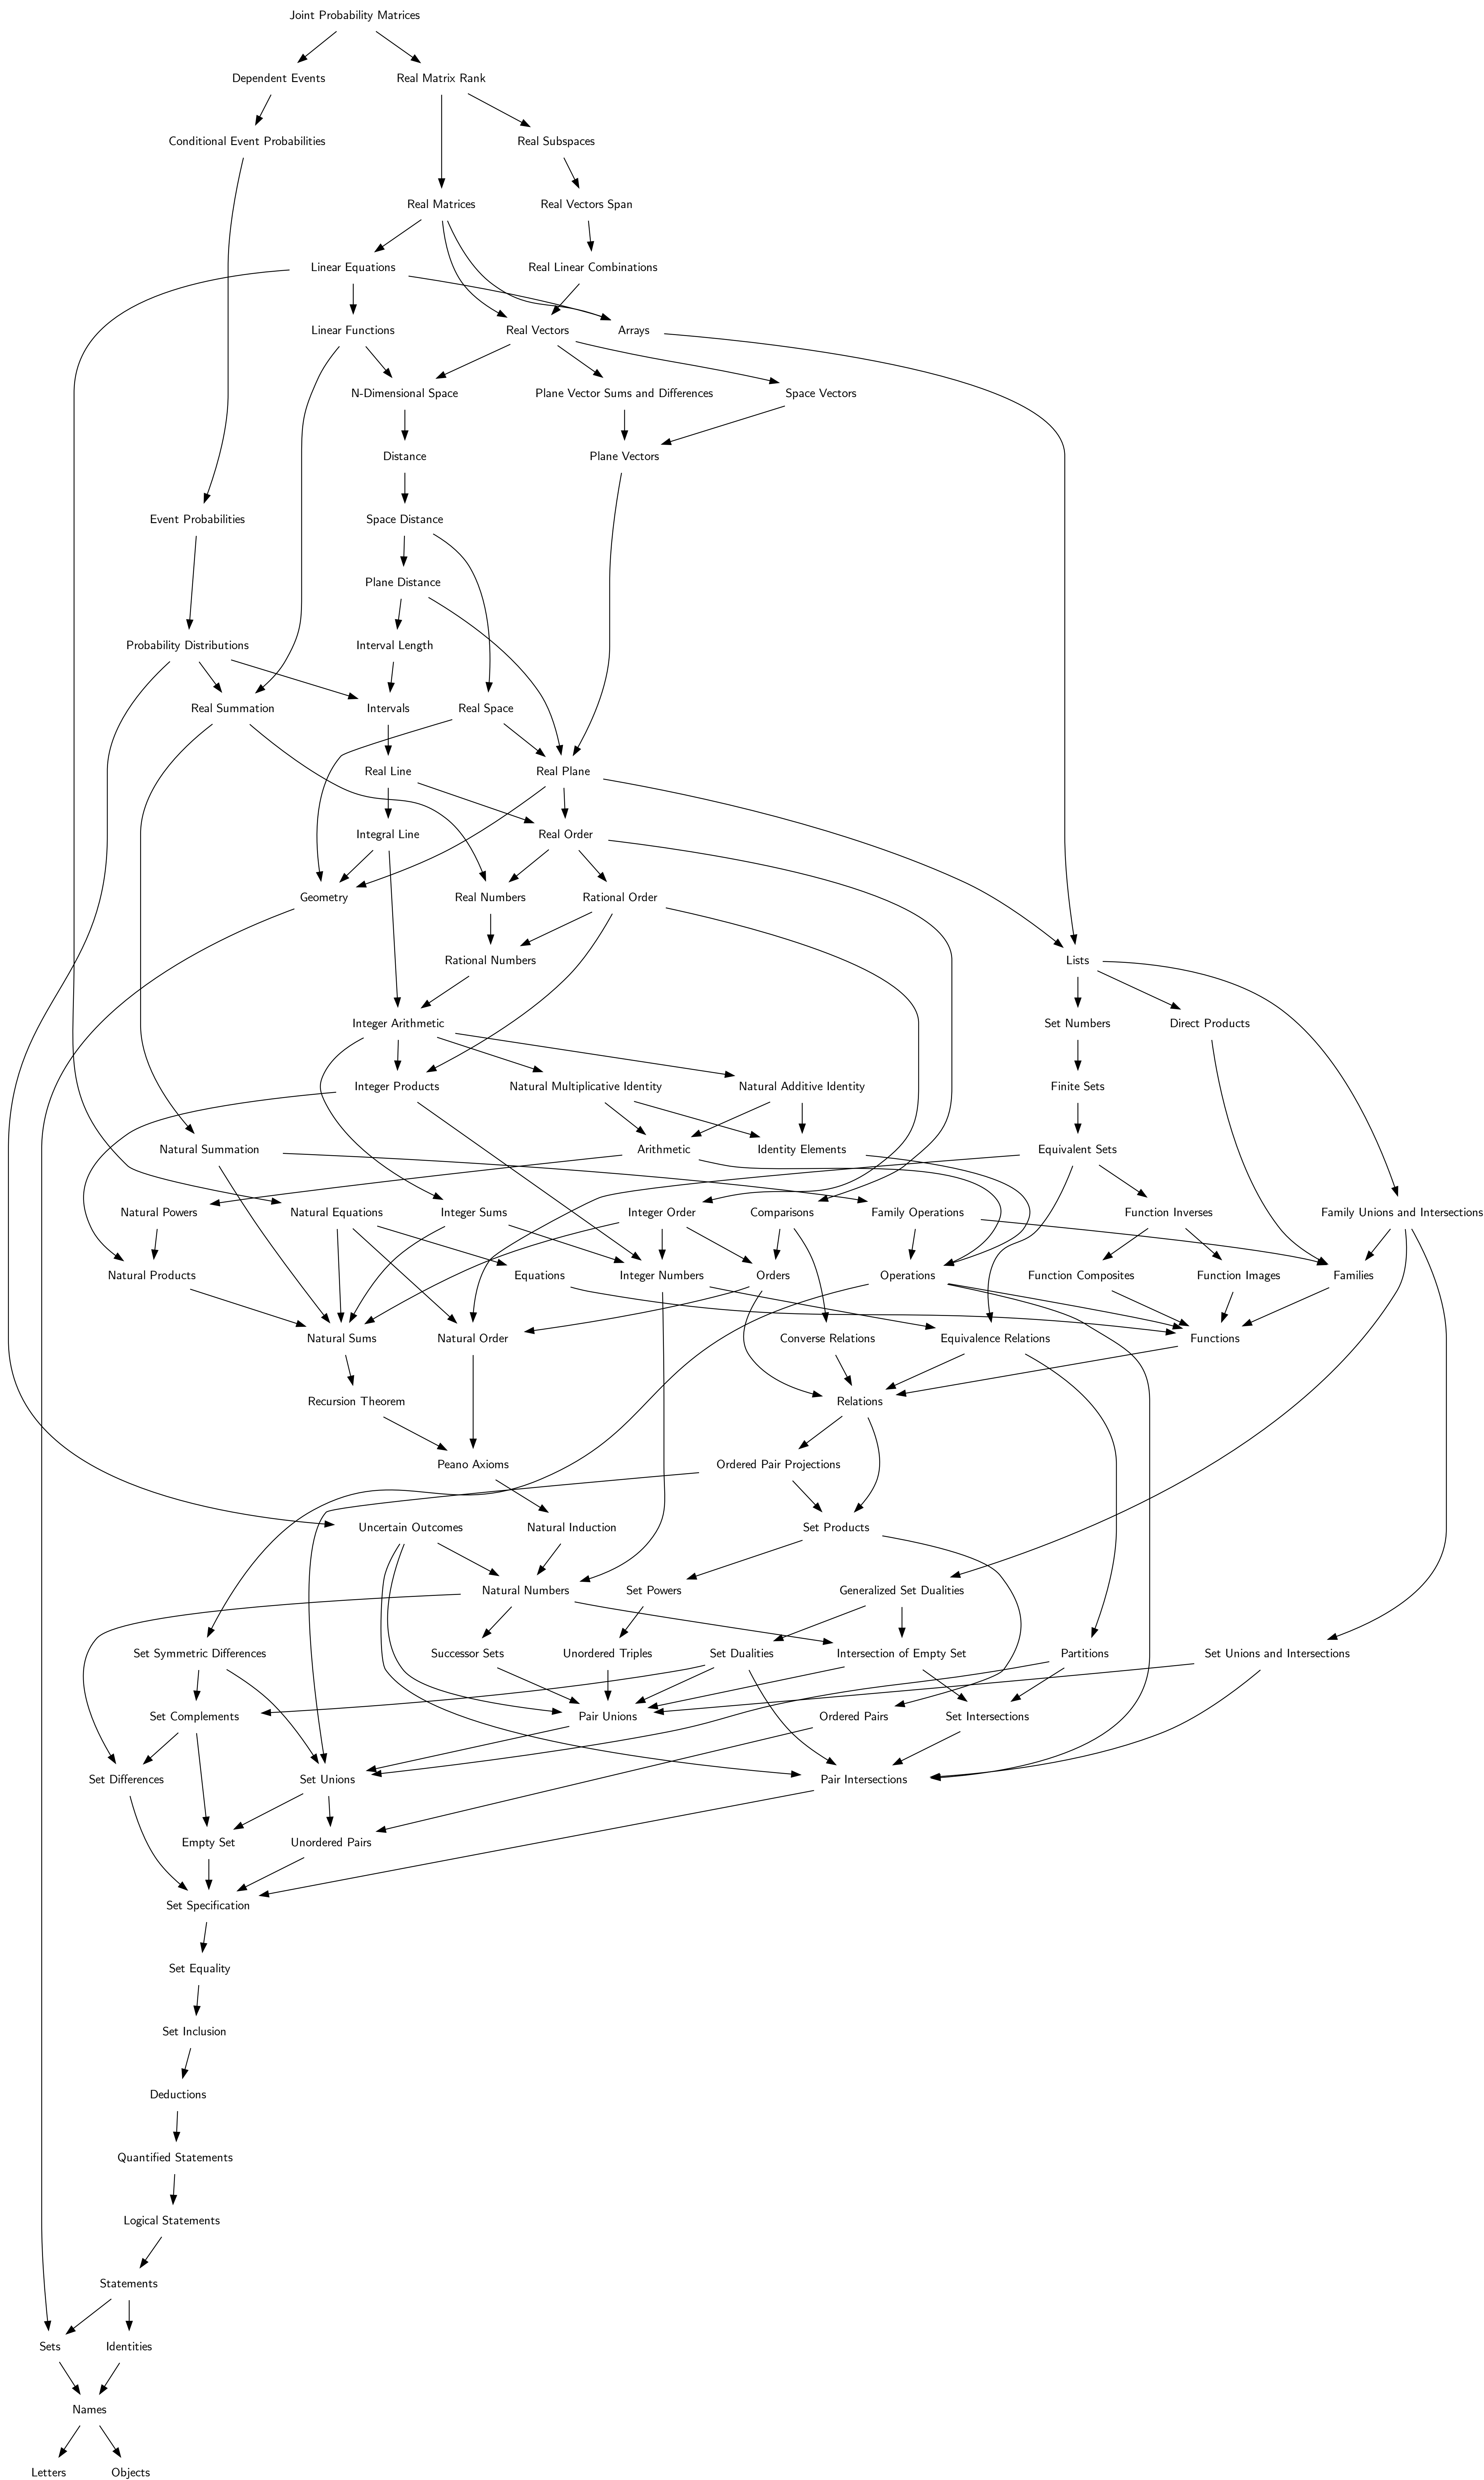 Joint Probability Matrices
Dependent Events
Real Matrix Rank
Conditional Event Probabilities
Real Subspaces
Real Matrices
Real Vectors Span
Linear Equations
Real Linear Combinations
Linear Functions
Real Vectors
Arrays
N-Dimensional Space
Plane Vector Sums and Differences
Space Vectors
Distance
Plane Vectors
Event Probabilities
Space Distance
Plane Distance
Probability Distributions
Interval Length
Real Summation
Intervals
Real Space
Real Line
Real Plane
Integral Line
Real Order
Geometry
Real Numbers
Rational Order
Rational Numbers
Lists
Integer Arithmetic
Set Numbers
Direct Products
Integer Products
Natural Multiplicative Identity
Natural Additive Identity
Finite Sets
Natural Summation
Arithmetic
Identity Elements
Equivalent Sets
Natural Powers
Natural Equations
Integer Sums
Integer Order
Comparisons
Family Operations
Function Inverses
Family Unions and Intersections
Natural Products
Equations
Integer Numbers
Orders
Operations
Function Composites
Function Images
Families
Natural Sums
Natural Order
Converse Relations
Equivalence Relations
Functions
Recursion Theorem
Relations
Peano Axioms
Ordered Pair Projections
Uncertain Outcomes
Natural Induction
Set Products
Natural Numbers
Set Powers
Generalized Set Dualities
Set Symmetric Differences
Successor Sets
Unordered Triples
Set Dualities
Intersection of Empty Set
Partitions
Set Unions and Intersections
Set Complements
Pair Unions
Ordered Pairs
Set Intersections
Set Differences
Set Unions
Pair Intersections
Empty Set
Unordered Pairs
Set Specification
Set Equality
Set Inclusion
Deductions
Quantified Statements
Logical Statements
Statements
Sets
Identities
Names
Letters
Objects